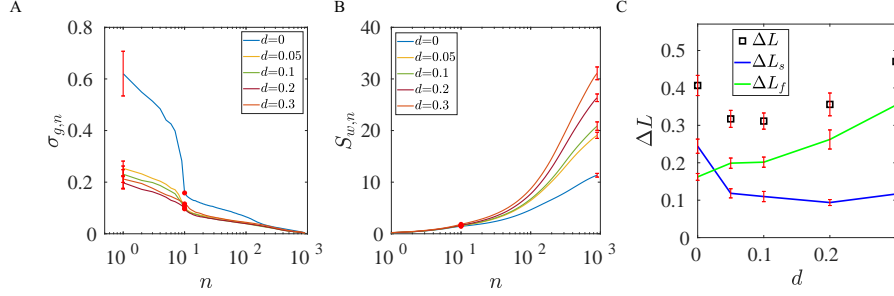 A
σg,n
0.8
0.6
0.4
0.2
0
10^0
10^1
10^2
10^3
n
d=0
d=0.05
d=0.1
d=0.2
d=0.3
B
Sw,n
40
30
20
10
0
10^0
10^1
10^2
10^3
n
d=0
d=0.05
d=0.1
d=0.2
d=0.3
C
ΔL
0.5
0.4
0.3
0.2
0.1
0
0
0.1
0.2
d
ΔL
ΔLs
ΔLf